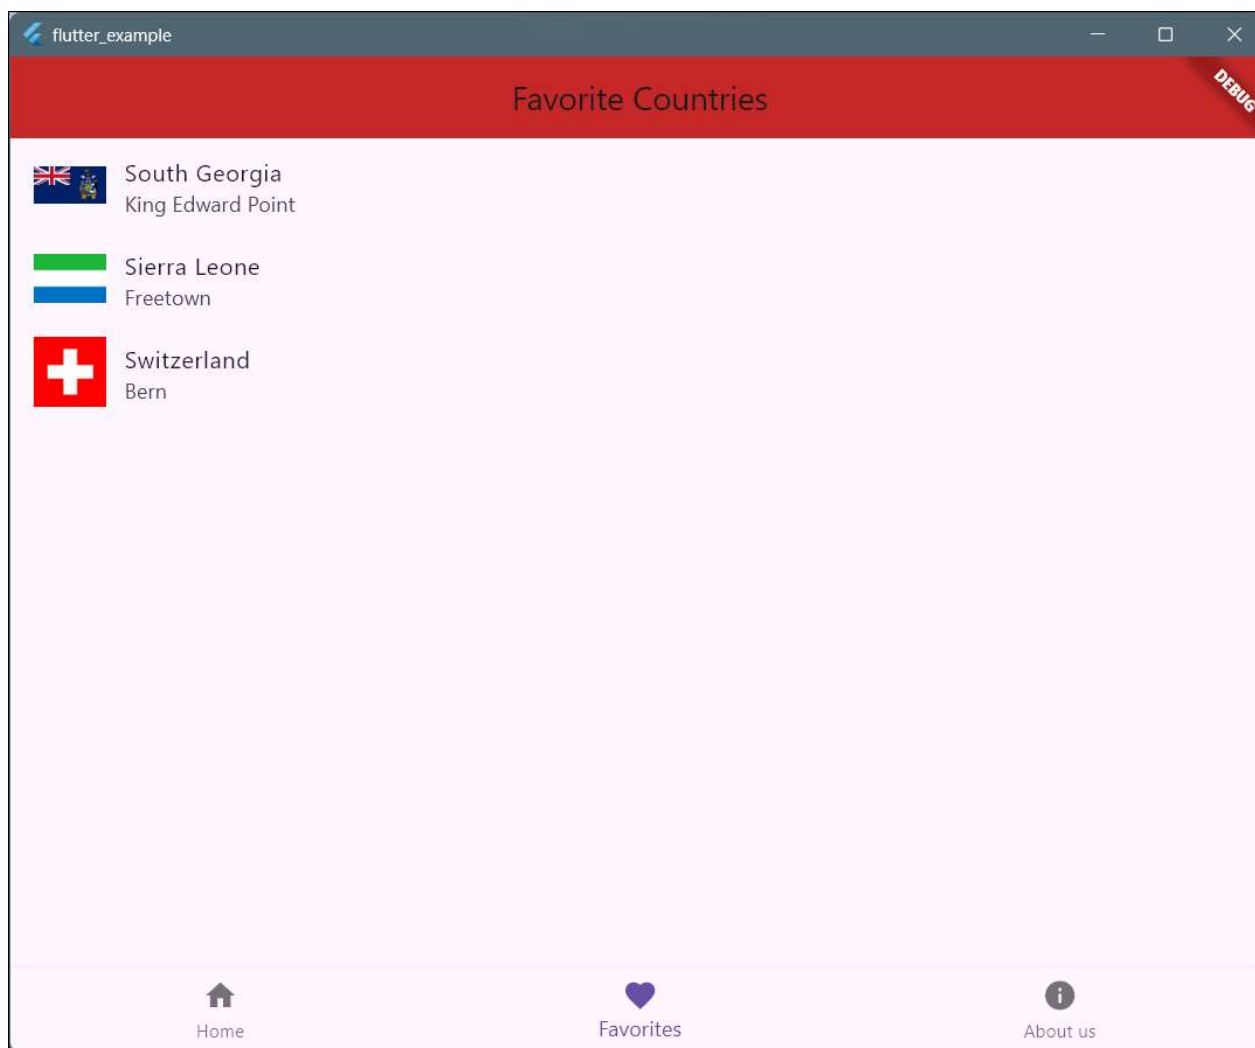 flutter_example
Favorite Countries
DEBUG
South Georgia
King Edward Point
Sierra Leone
Freetown
Switzerland
Bern
Home
Favorites
About us